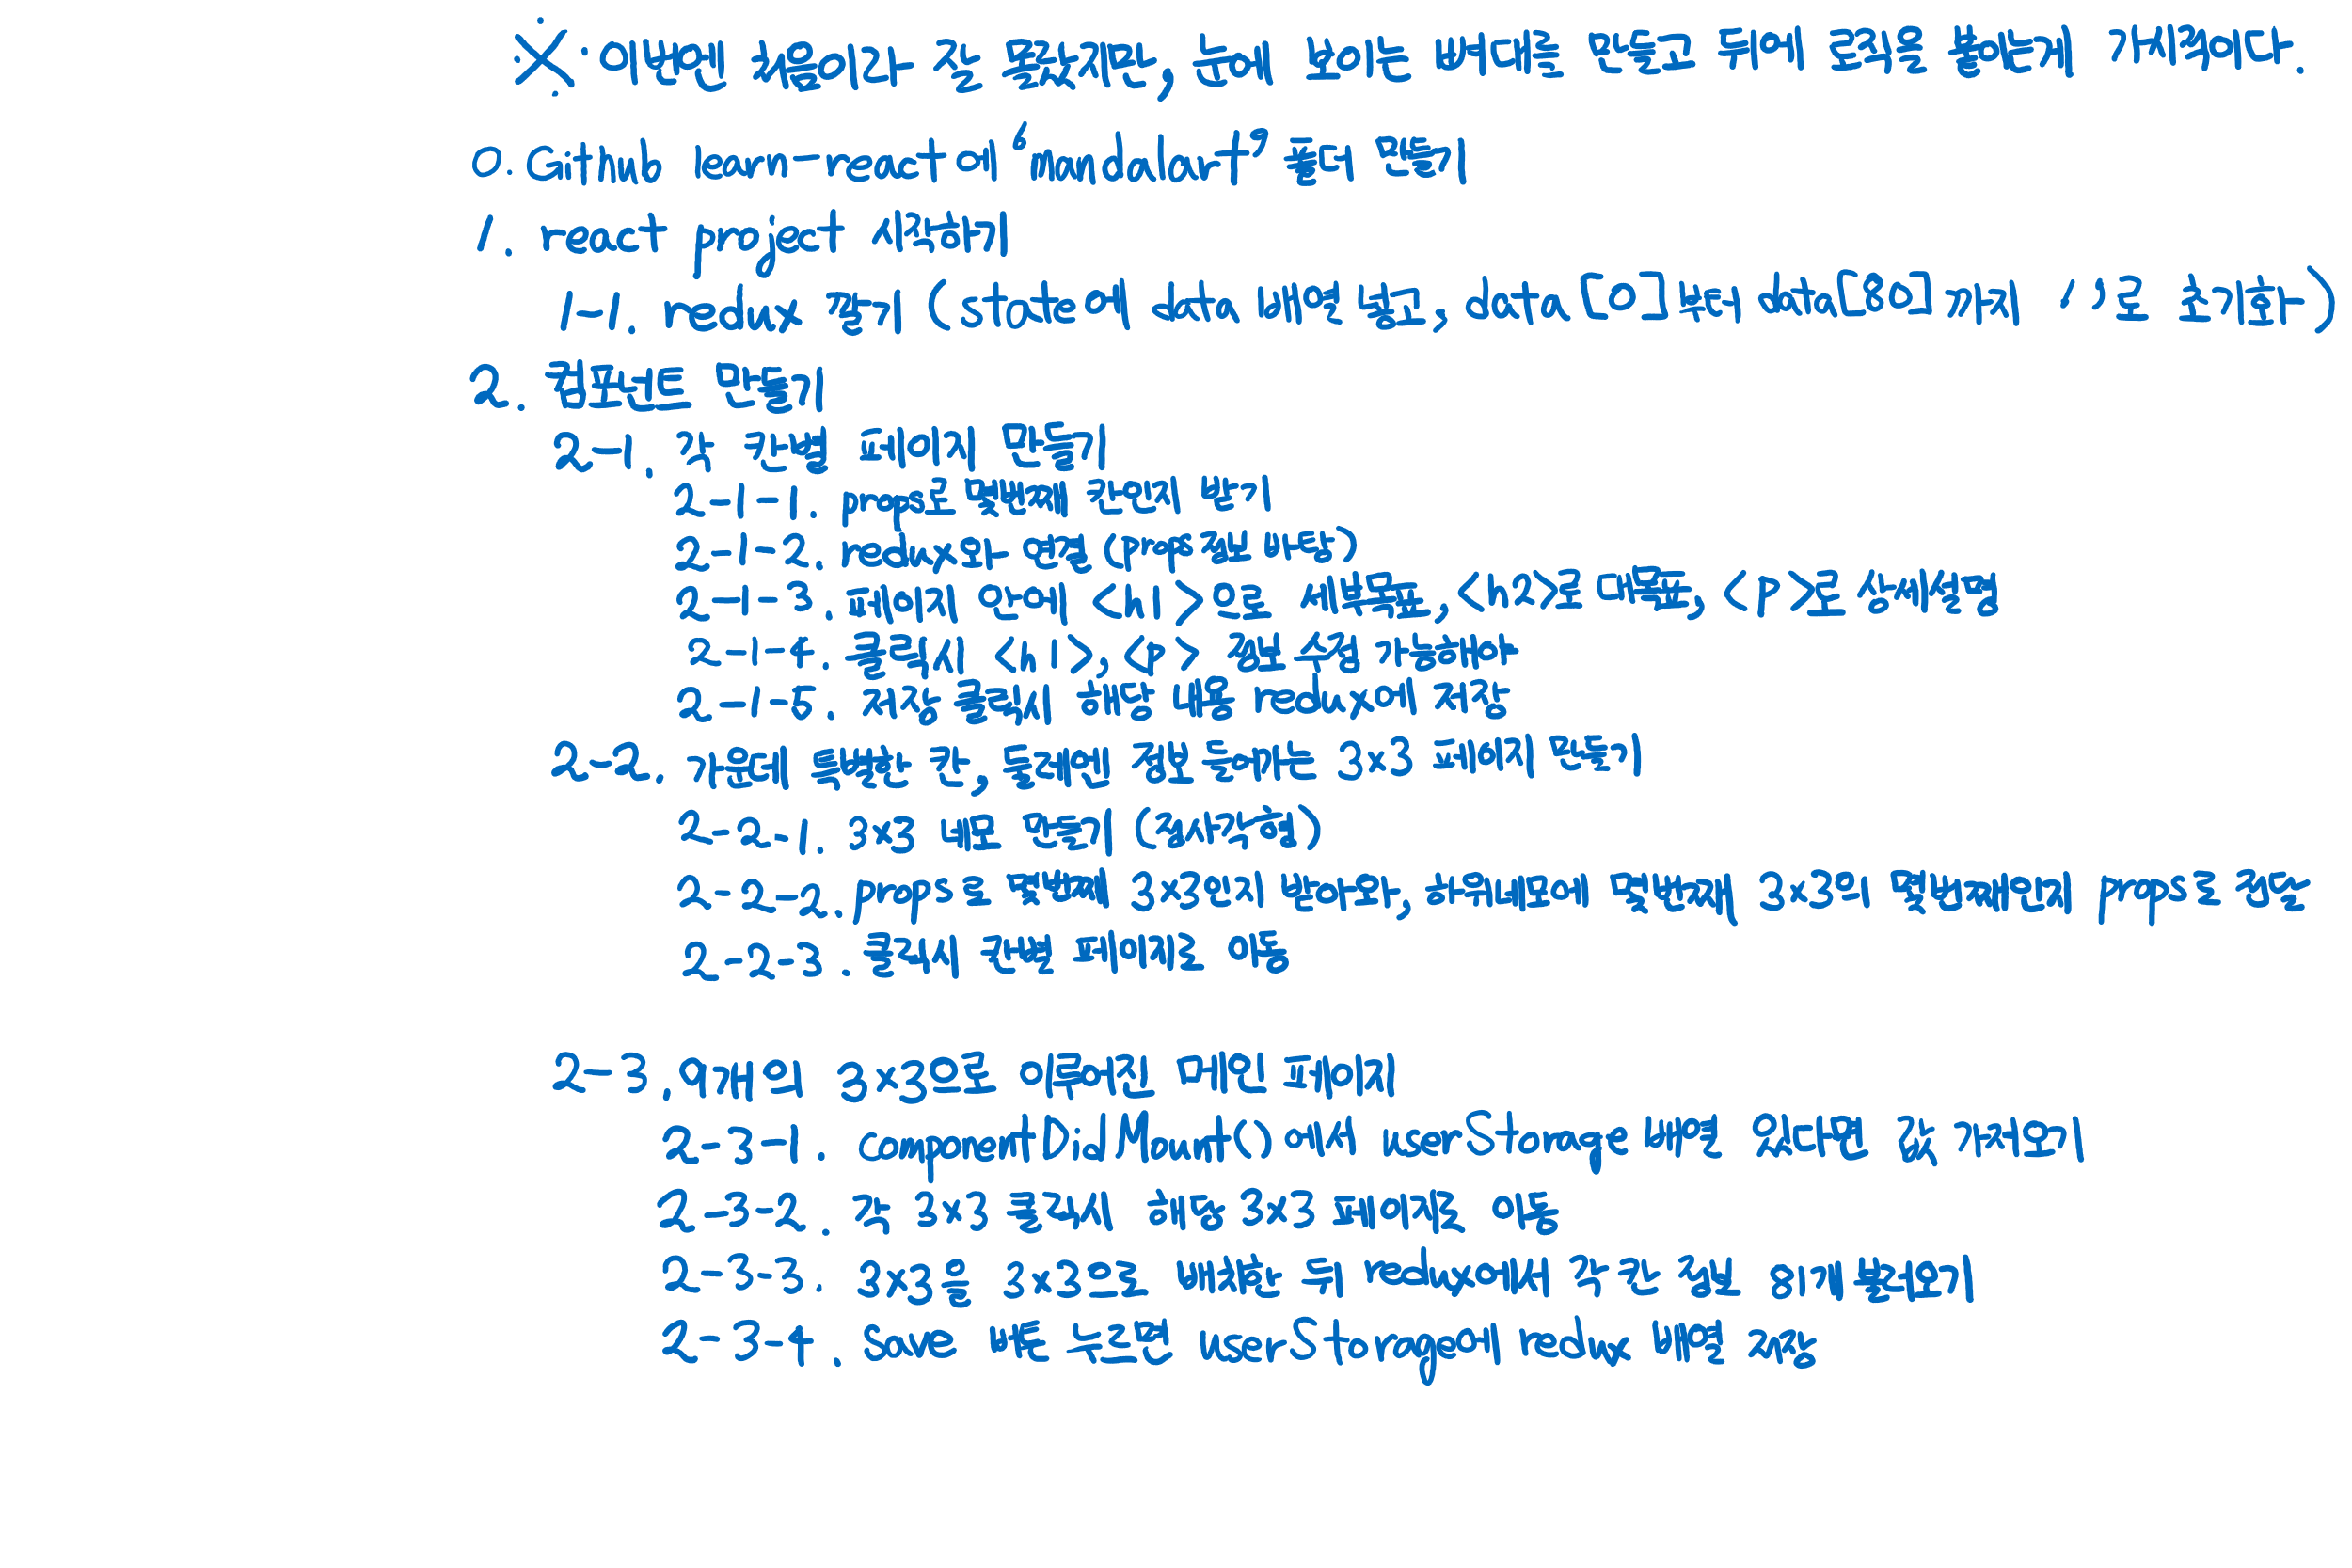 ※ 이번엔 처음이라 잘 몰랐지만, 눈에 보이는 뼈대를 만들고 뒤에 로직을 붙이는게 개꿀이다.
0. Github learn-react에 'mandalart' 폴더 만들기
1. react project 시작하기
1-1. redux 깔기 (state에 data 배열 넣고, data[0]부터 data[80]까지 ''로 초기화)
2. 컴포넌트 만들기
2-1. 각 칸별 페이지 만들기
2-1-1. props로 몇번째 칸인지 받기
2-1-2. redux와 연결 (props정보 바탕)
2-1-3. 페이지 안에 <h1>으로 세부목표, <h2>로 대목표, <p>로 상세설명
2-1-4. 클릭시 <h1>, <p> 정보 수정 가능해야
2-1-5. 저장 클릭시 해당 내용 redux에 저장
2-2. 가운데 특별한 칸, 둘레엔 정보 들어가는 3x3 페이지 만들기
2-2-1. 3x3 네모 만들기 (정사각형)
2-2-2. props로 몇번째 3x3인지 받아와, 하위네모에 몇번째 3x3의 몇번째인지 props로 전달
2-2-3. 클릭시 칸별 페이지로 이동
2-3. 9개의 3x3으로 이루어진 메인 페이지
2-3-1. componentDidMount()에서 userStorage 배열 있다면 값 가져오기
2-3-2. 각 3x3 클릭시 해당 3x3 페이지로 이동
2-3-3. 3x3을 3x3으로 배치한 뒤 redux에서 각 칸 정보 81개 불러오기
2-3-4. save 버튼 누르면 userStorage에 redux 배열 저장